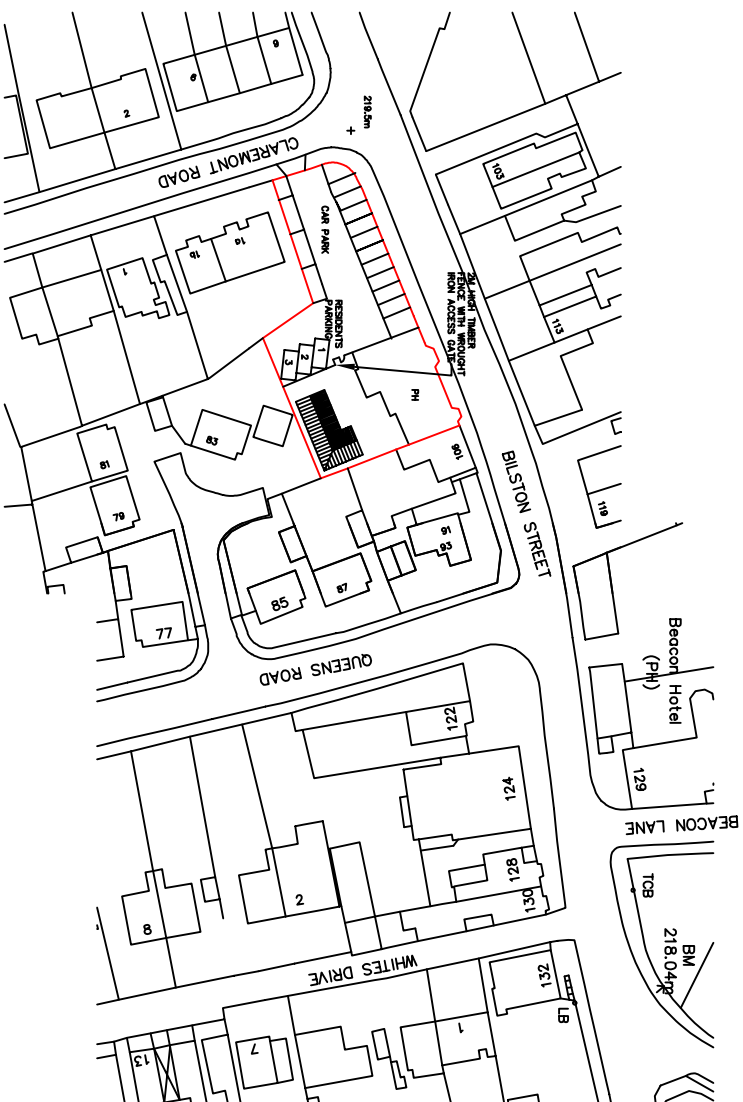 9
6
2
219.5m
CLAREMONT ROAD
103
CAR PARK
1a
1b
1
113
2M HIGH TIMBER
FENCE WITH WROUGHT
IRON ACCESS GATE
RESIDENTS
PARKING
1
2
3
PH
106
BILSTON STREET
119
83
81
79
91
93
87
85
77
QUEENS ROAD
Beacon Hotel
(PH)
129
BEACON LANE
122
124
128
130
TCB
BM
218.04m
2
8
WHITES DRIVE
132
LB
1
7
13